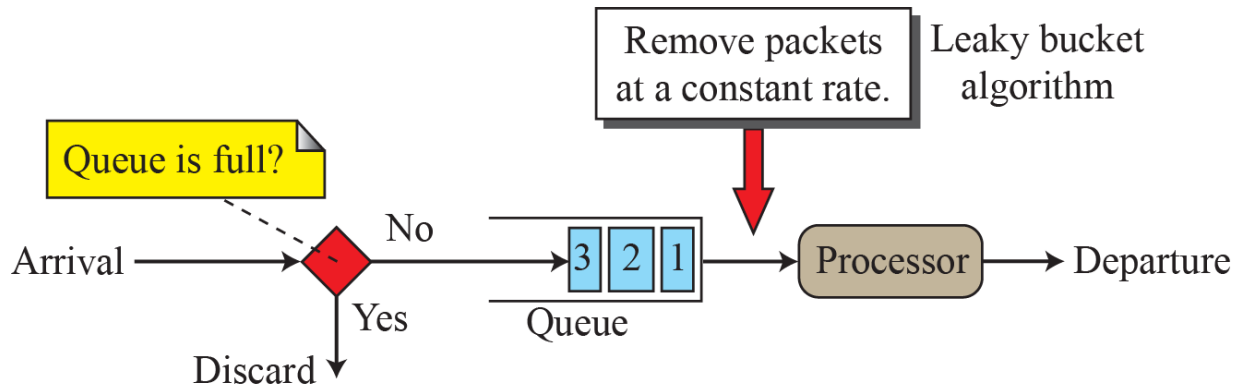 Remove packets
at a constant rate.
Leaky bucket
algorithm
Queue is full?
No
Arrival
3 2 1
Processor
Departure
Yes
Queue
Discard